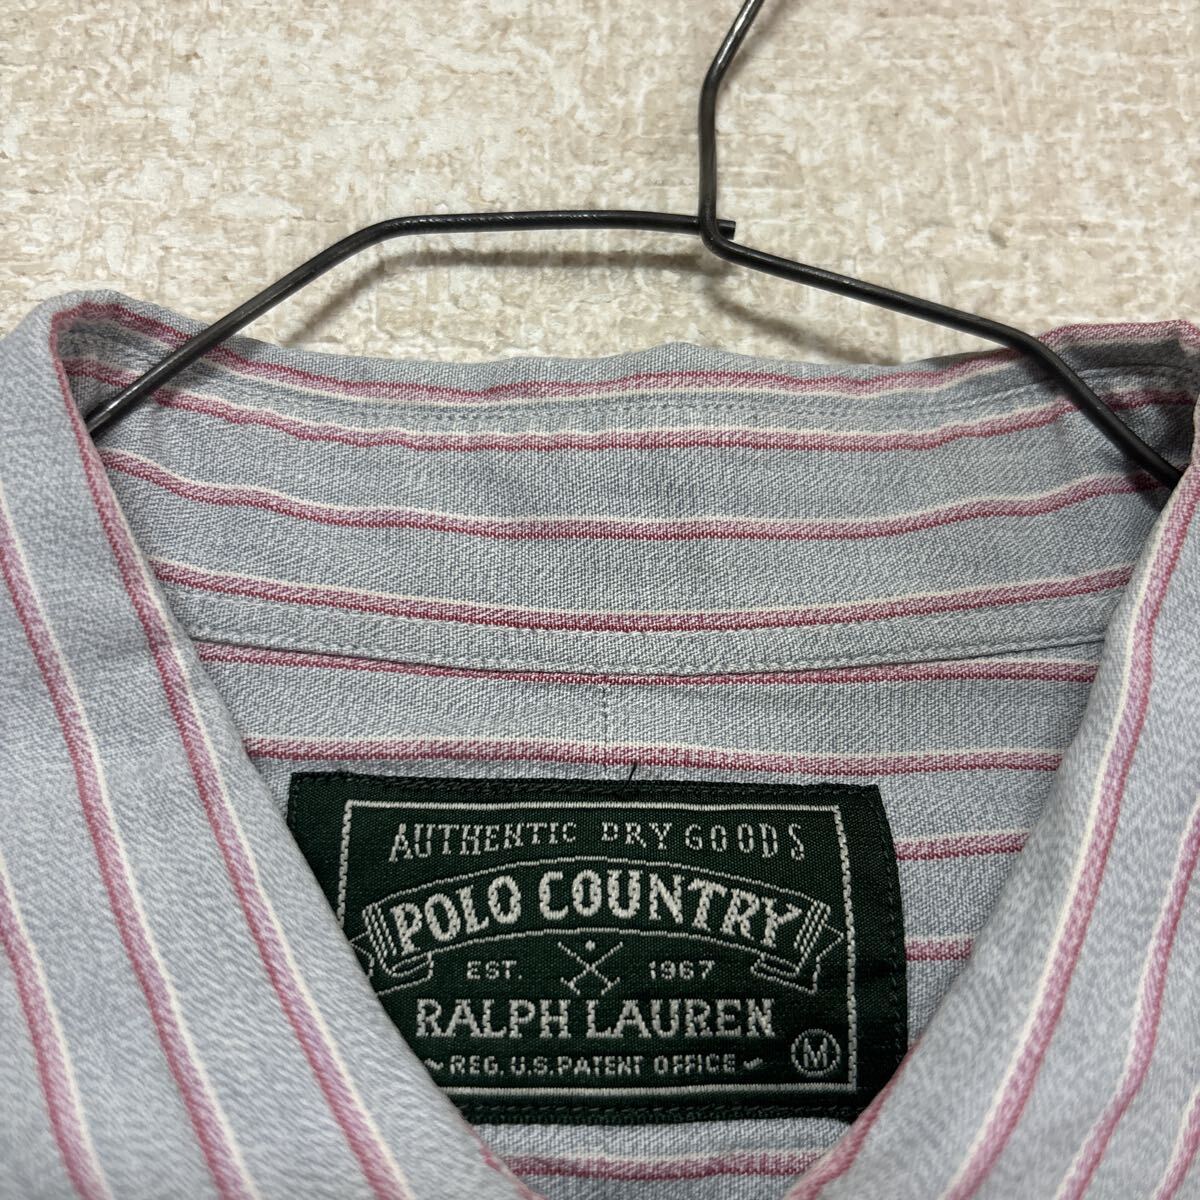 AUTHENTIC DRY GOODS
POLO COUNTRY
EST. 1967
RALPH LAUREN
REG. U.S. PATENT OFFICE
M